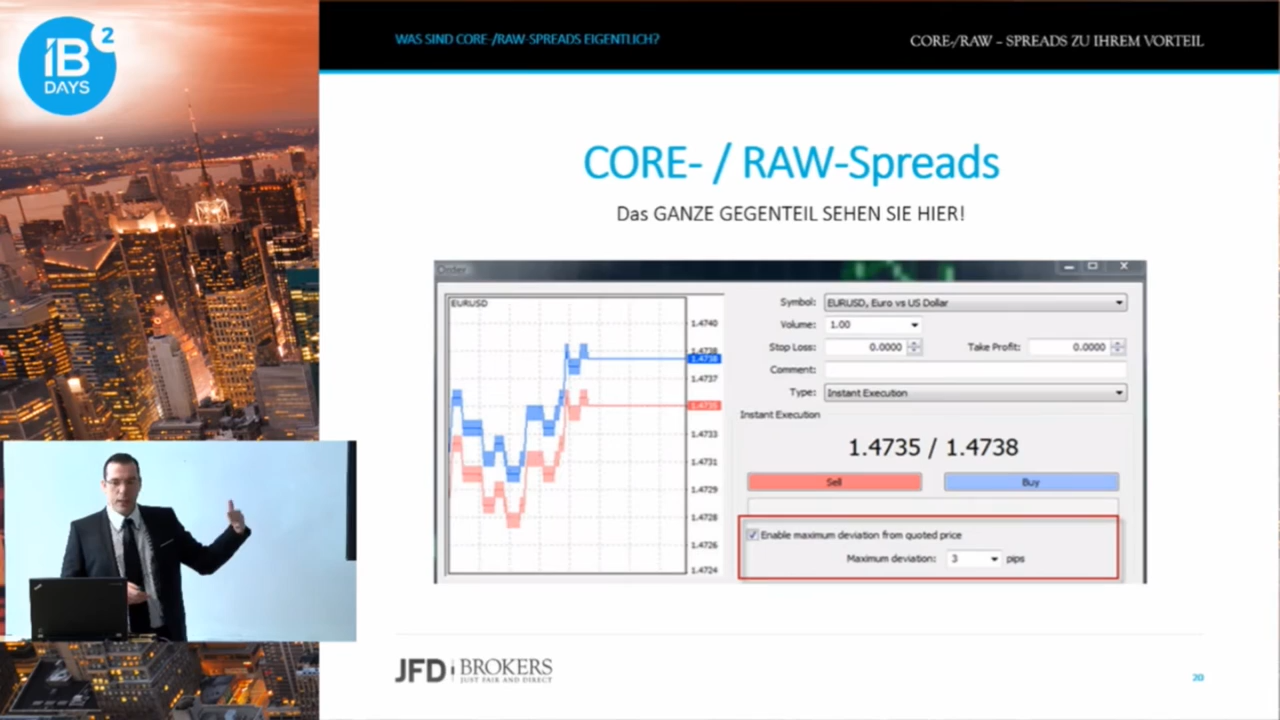 iB 2
DAYS
WAS SIND CORE-/RAW-SPREADS EIGENTLICH?
CORE-/RAW – SPREADS ZU IHREM VORTEIL
CORE- / RAW-Spreads
Das GANZE GEGENTEIL SEHEN SIE HIER!
Order
EURUSD
1.4740
1.4738
1.4738
1.4737
1.4735
1.4733
1.4731
1.4729
1.4728
1.4726
1.4724
Symbol: EURUSD, Euro vs US Dollar
Volume: 1.00
Stop Loss: 0.0000 Take Profit: 0.0000
Comment:
Type: Instant Execution
Instant Execution
1.4735 / 1.4738
Sell Buy
Enable maximum deviation from quoted price
Maximum deviation: 3 pips
JFD BROKERS
JUST FAIR AND DIRECT
20